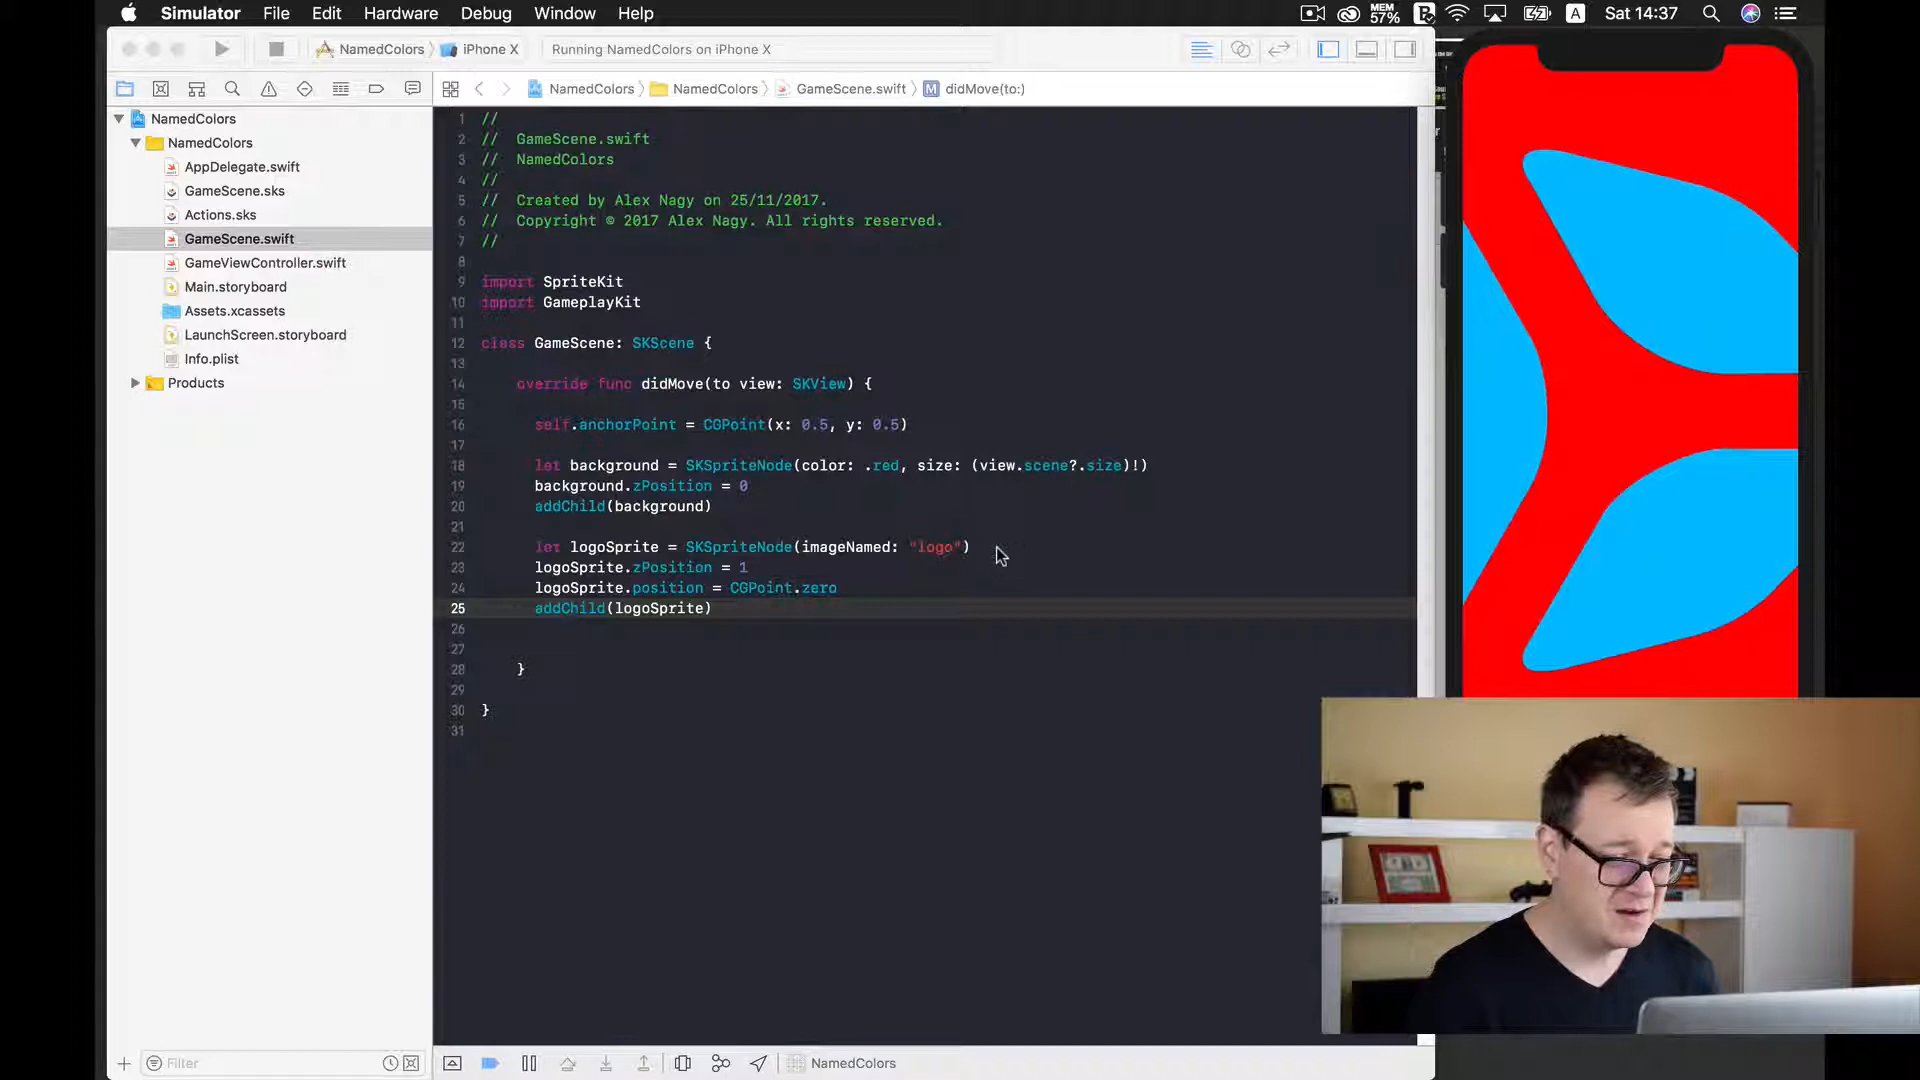 Simulator File Edit Hardware Debug Window Help MEM 57% A Sat 14:37
NamedColors iPhone X Running NamedColors on iPhone X
NamedColors NamedColors GameScene.swift M didMove(to:)
NamedColors
NamedColors
AppDelegate.swift
GameScene.sks
Actions.sks
GameScene.swift
GameViewController.swift
Main.storyboard
Assets.xcassets
LaunchScreen.storyboard
Info.plist
Products
1 //
2 // GameScene.swift
3 // NamedColors
4 //
5 // Created by Alex Nagy on 25/11/2017.
6 // Copyright © 2017 Alex Nagy. All rights reserved.
7 //
8
9 import SpriteKit
10 import GameplayKit
11
12 class GameScene: SKScene {
13
14 override func didMove(to view: SKView) {
15
16 self.anchorPoint = CGPoint(x: 0.5, y: 0.5)
17
18 let background = SKSpriteNode(color: .red, size: (view.scene?.size)!)
19 background.zPosition = 0
20 addChild(background)
21
22 let logoSprite = SKSpriteNode(imageNamed: "logo")
23 logoSprite.zPosition = 1
24 logoSprite.position = CGPoint.zero
25 addChild(logoSprite)
26
27
28 }
29
30 }
31
Filter
NamedColors